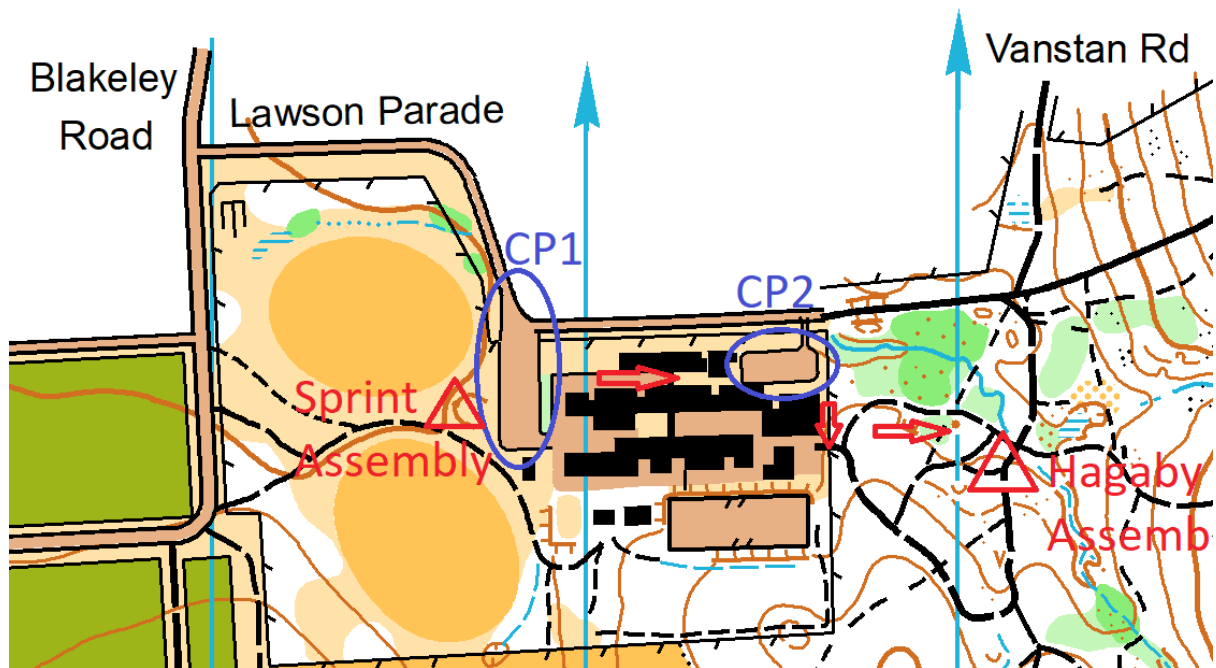 Vanstan Rd
Blakeley
Road
Lawson Parade
CP1
CP2
Sprint
Assembly
Hagaby
Assemb